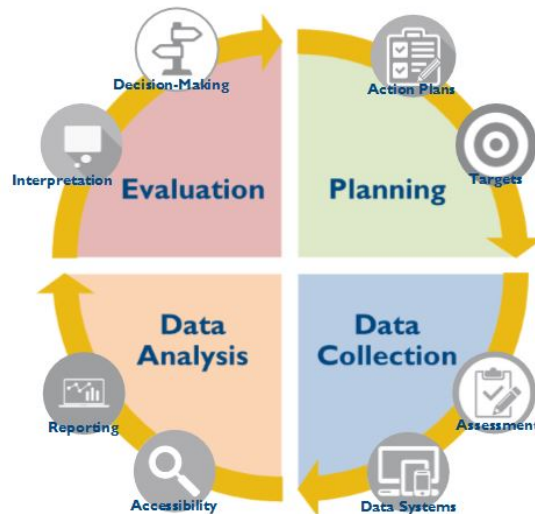 Decision-Making
Action Plans
Interpretation
Targets
Evaluation
Planning
Data
Analysis
Data
Collection
Reporting
Assessment
Accessibility
Data Systems